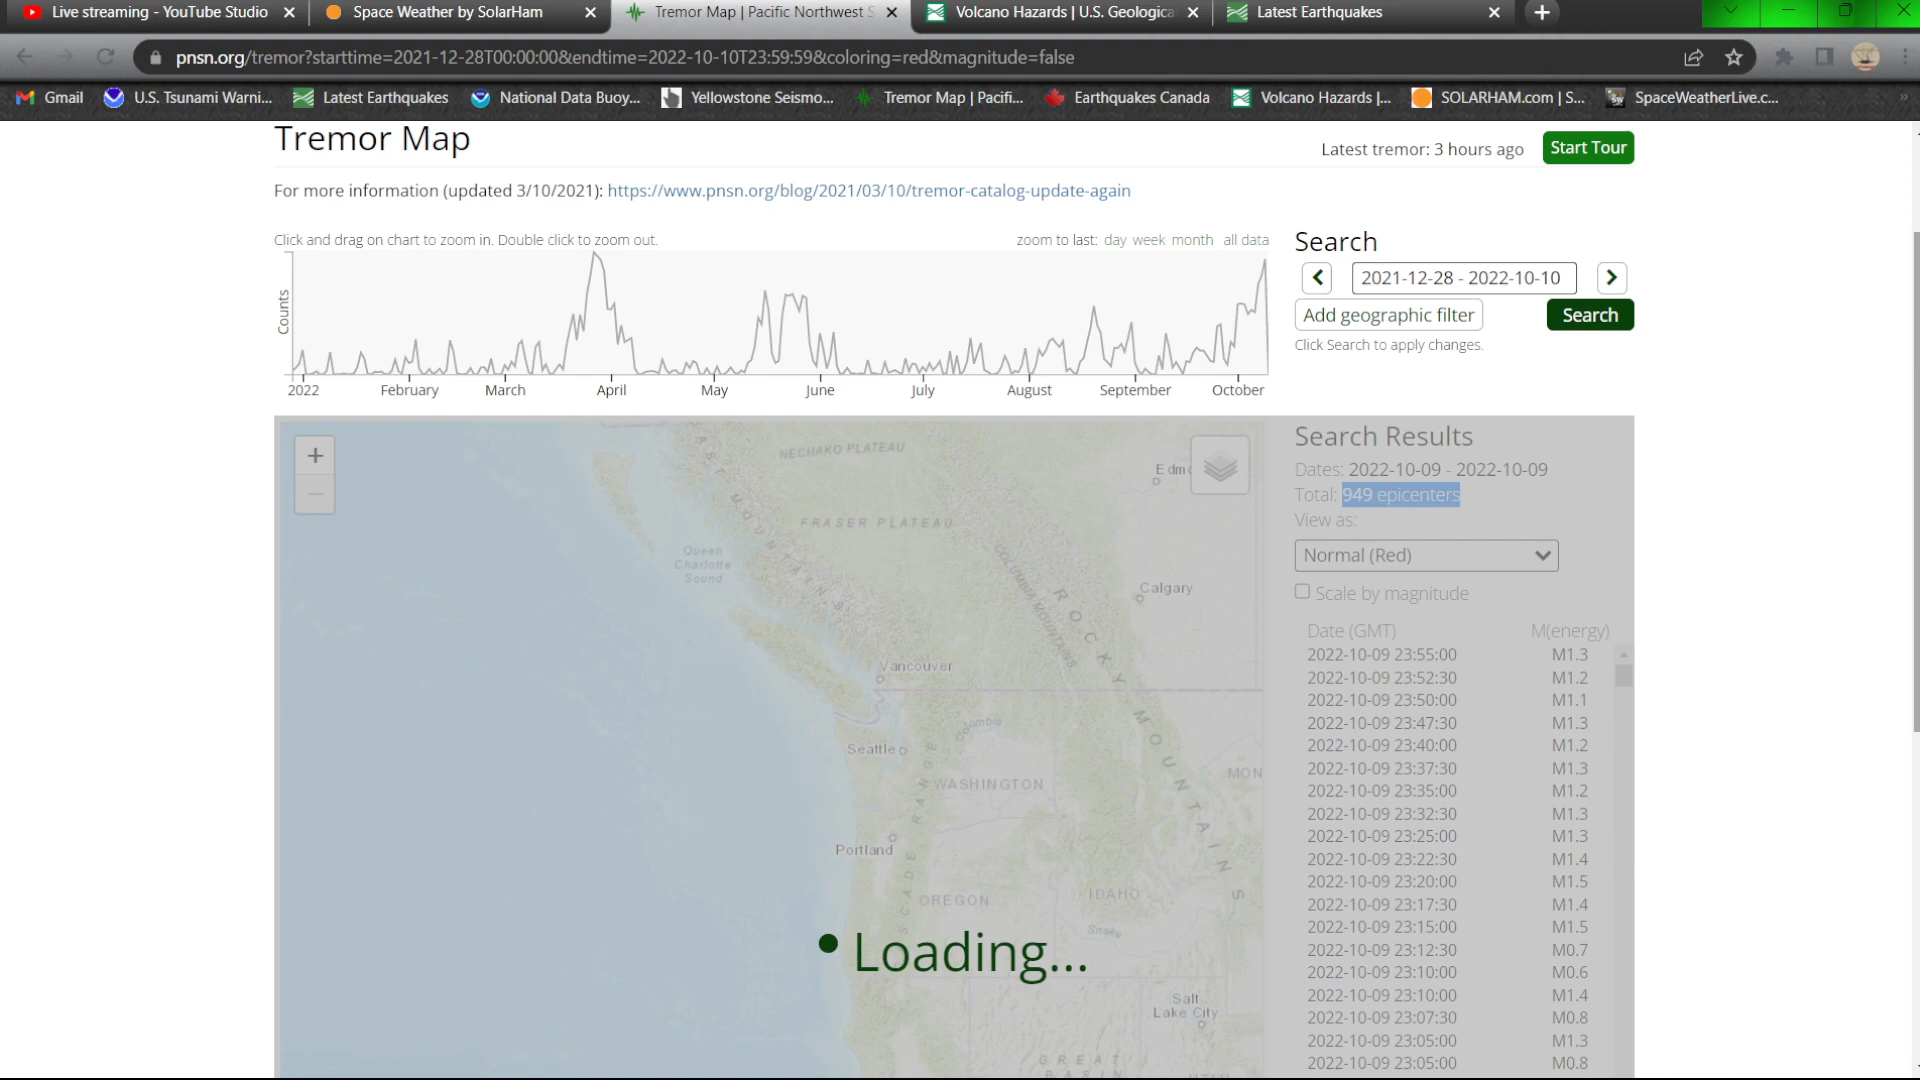 Live streaming - YouTube Studio
Space Weather by SolarHam
Tremor Map | Pacific Northwest S
Volcano Hazards | U.S. Geologica
Latest Earthquakes
pnsn.org/tremor?starttime=2021-12-28T00:00:00&endtime=2022-10-10T23:59:59&coloring=red&magnitude=false
Gmail
U.S. Tsunami Warni...
Latest Earthquakes
National Data Buoy...
Yellowstone Seismo...
Tremor Map | Pacifi...
Earthquakes Canada
Volcano Hazards |...
SOLARHAM.com | S...
SpaceWeatherLive.c...
Tremor Map
Latest tremor: 3 hours ago
Start Tour
For more information (updated 3/10/2021): https://www.pnsn.org/blog/2021/03/10/tremor-catalog-update-again
Click and drag on chart to zoom in. Double click to zoom out.
zoom to last: day week month all data
Counts
2022 February March April May June July August September October
Search
2021-12-28 - 2022-10-10
Add geographic filter
Search
Click Search to apply changes.
+
−
NECHAKO PLATEAU
Edm
FRASER PLATEAU
Queen
Charlotte
Sound
COAST MOUNTAINS
COLUMBIA MOUNTAINS
ROCKY MOUNTAINS
Calgary
Vancouver
Columbia
Seattle
WASHINGTON
MON
CASCADE RANGE
Portland
OREGON
IDAHO
Snake
Loading...
Salt
Lake City
GREAT
BASIN
UTAH
Search Results
Dates: 2022-10-09 - 2022-10-09
Total: 949 epicenters
View as:
Normal (Red)
Scale by magnitude
Date (GMT) M(energy)
2022-10-09 23:55:00 M1.3
2022-10-09 23:52:30 M1.2
2022-10-09 23:50:00 M1.1
2022-10-09 23:47:30 M1.3
2022-10-09 23:40:00 M1.2
2022-10-09 23:37:30 M1.3
2022-10-09 23:35:00 M1.2
2022-10-09 23:32:30 M1.3
2022-10-09 23:25:00 M1.3
2022-10-09 23:22:30 M1.4
2022-10-09 23:20:00 M1.5
2022-10-09 23:17:30 M1.4
2022-10-09 23:15:00 M1.5
2022-10-09 23:12:30 M0.7
2022-10-09 23:10:00 M0.6
2022-10-09 23:10:00 M1.4
2022-10-09 23:07:30 M0.8
2022-10-09 23:05:00 M1.3
2022-10-09 23:05:00 M0.8